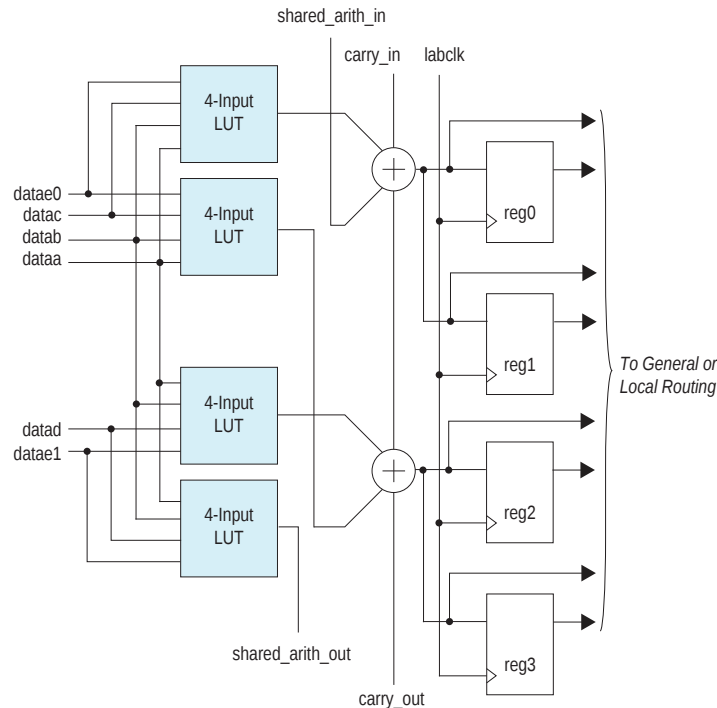 shared_arith_in
carry_in
labclk
4-Input
LUT
datae0
datac
datab
dataa
4-Input
LUT
reg0
reg1
To General or
Local Routing
4-Input
LUT
datad
datae1
4-Input
LUT
reg2
reg3
shared_arith_out
carry_out